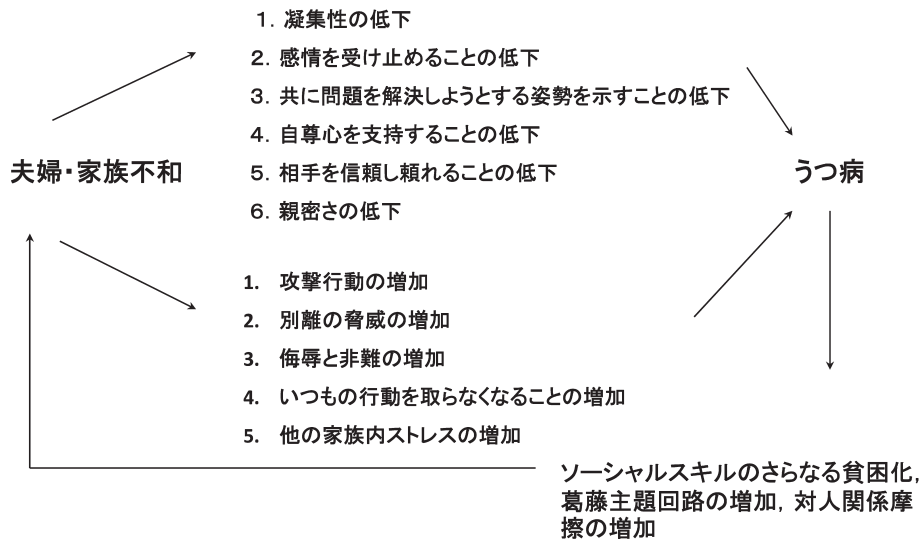 1. 凝集性の低下
2. 感情を受け止めることの低下
3. 共に問題を解決しようとする姿勢を示すことの低下
4. 自尊心を支持することの低下
5. 相手を信頼し頼れることの低下
6. 親密さの低下
夫婦・家族不和
うつ病
1. 攻撃行動の増加
2. 別離の脅威の増加
3. 侮辱と非難の増加
4. いつもの行動を取らなくなることの増加
5. 他の家族内ストレスの増加
ソーシャルスキルのさらなる貧困化,
葛藤主題回路の増加, 対人関係摩
擦の増加